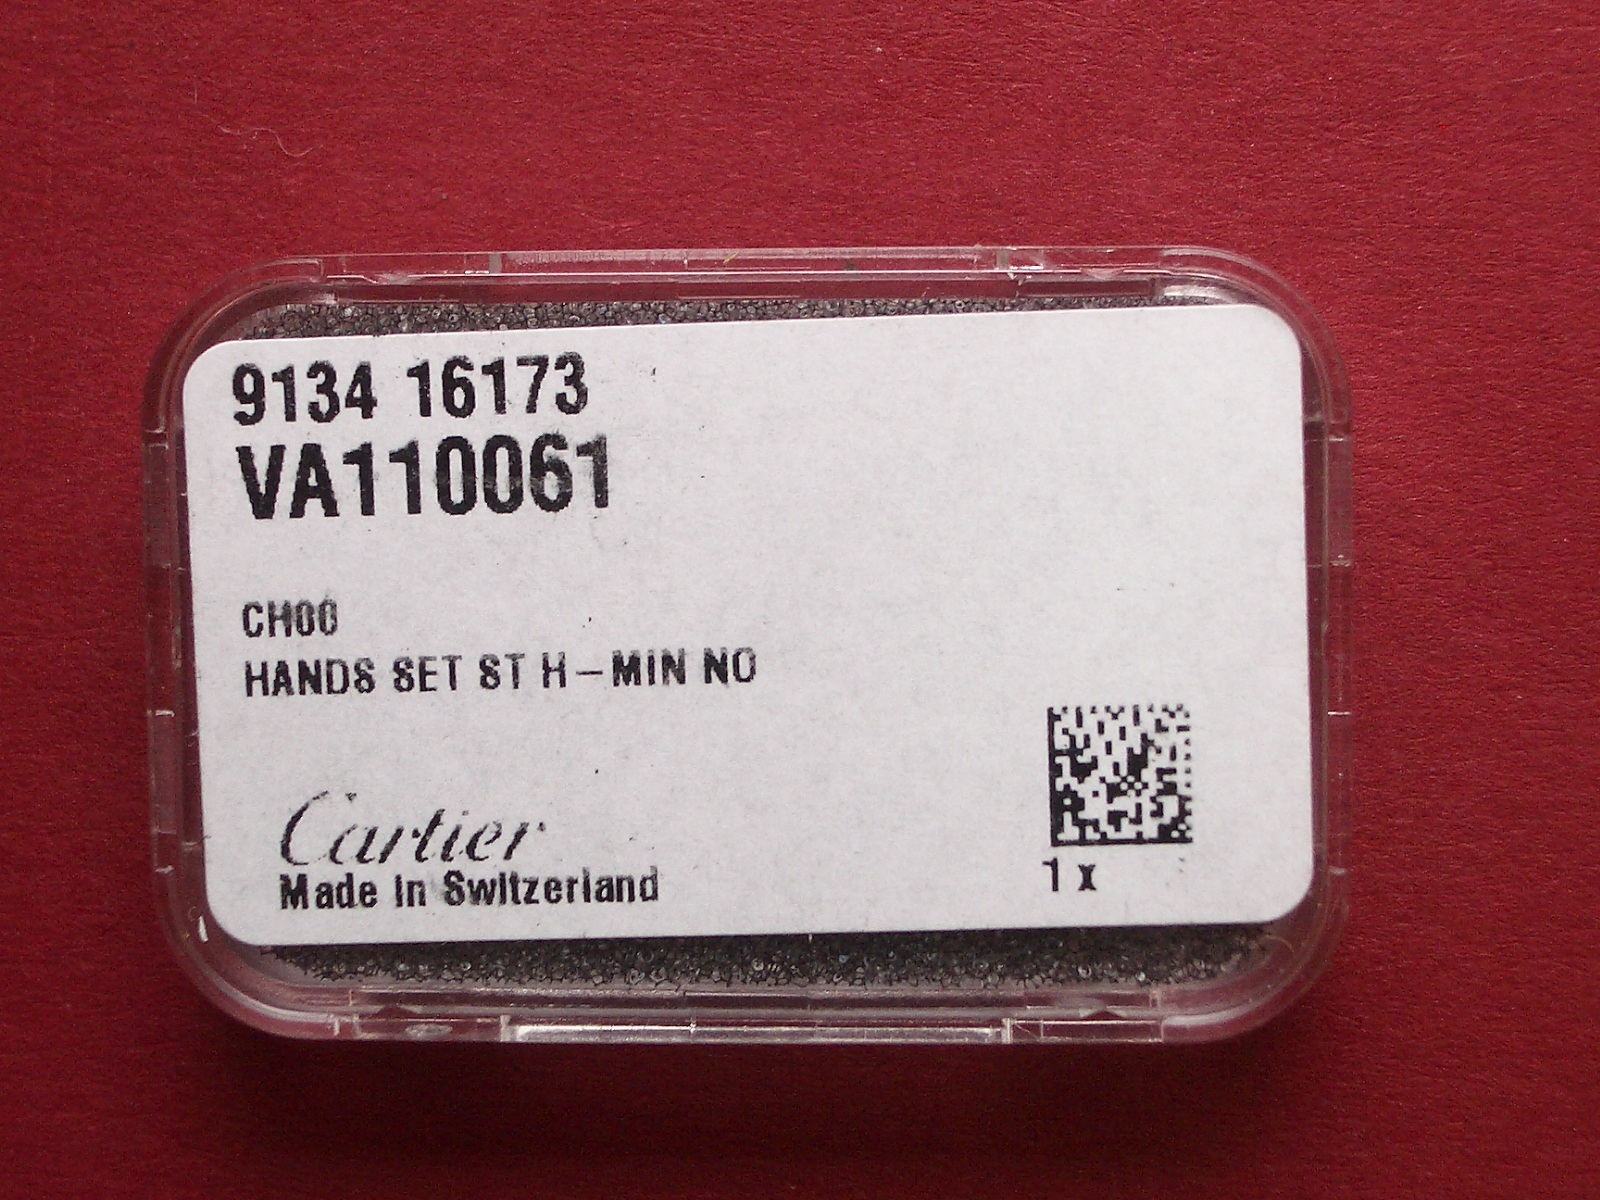 9134 16173
VA110061
CH00
HANDS SET ST H-MIN NO
Cartier
Made in Switzerland
1 x